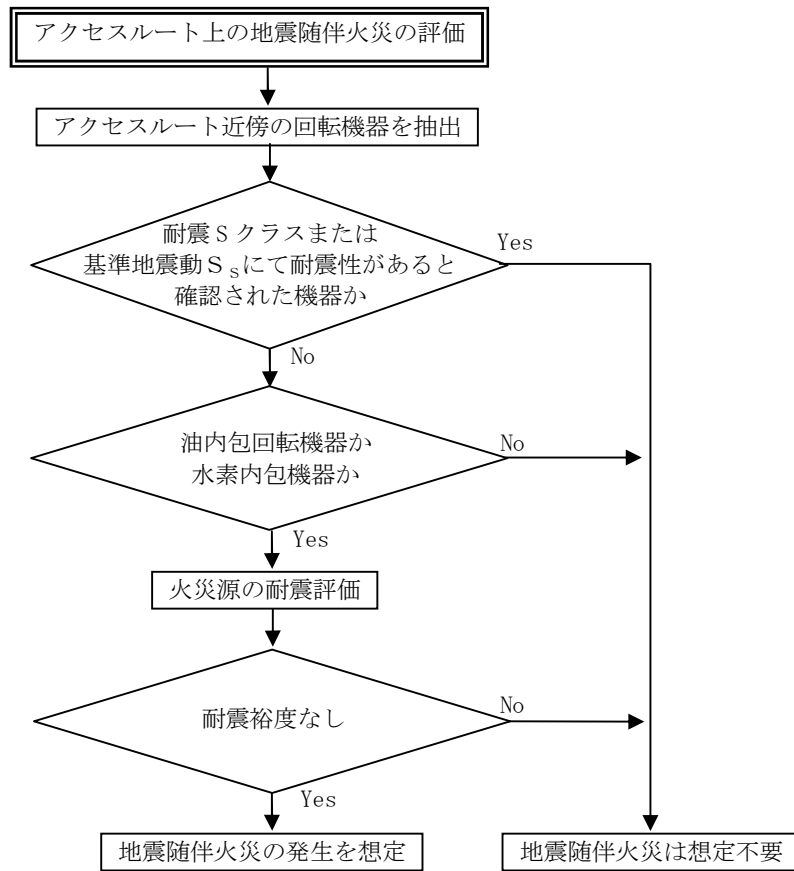 アクセスルート上の地震随伴火災の評価
アクセスルート近傍の回転機器を抽出
耐震Sクラスまたは
基準地震動Ｓsにて耐震性があると
確認された機器か
Yes
No
油内包回転機器か
水素内包機器か
No
Yes
火災源の耐震評価
耐震裕度なし
No
Yes
地震随伴火災の発生を想定
地震随伴火災は想定不要